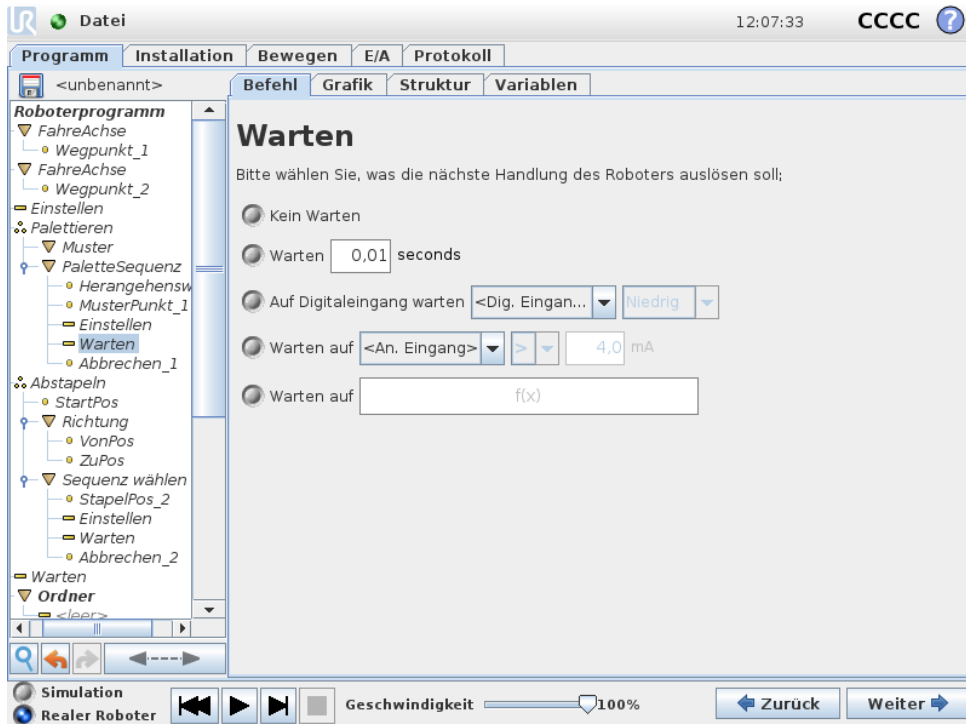 UR Datei 12:07:33 CCCC ?
Programm Installation Bewegen E/A Protokoll
<unbenannt> Befehl Grafik Struktur Variablen
Roboterprogramm
FahreAchse
Wegpunkt_1
FahreAchse
Wegpunkt_2
Einstellen
Palettieren
Muster
PaletteSequenz
Herangehensw
MusterPunkt_1
Einstellen
Warten
Abbrechen_1
Abstapeln
StartPos
Richtung
VonPos
ZuPos
Sequenz wählen
StapelPos_2
Einstellen
Warten
Abbrechen_2
Warten
Ordner
<leer>
Warten
Bitte wählen Sie, was die nächste Handlung des Roboters auslösen soll;
Kein Warten
Warten 0,01 seconds
Auf Digitaleingang warten <Dig. Eingan... Niedrig
Warten auf <An. Eingang> > 4,0 mA
Warten auf f(x)
Simulation
Realer Roboter
Geschwindigkeit 100% Zurück Weiter